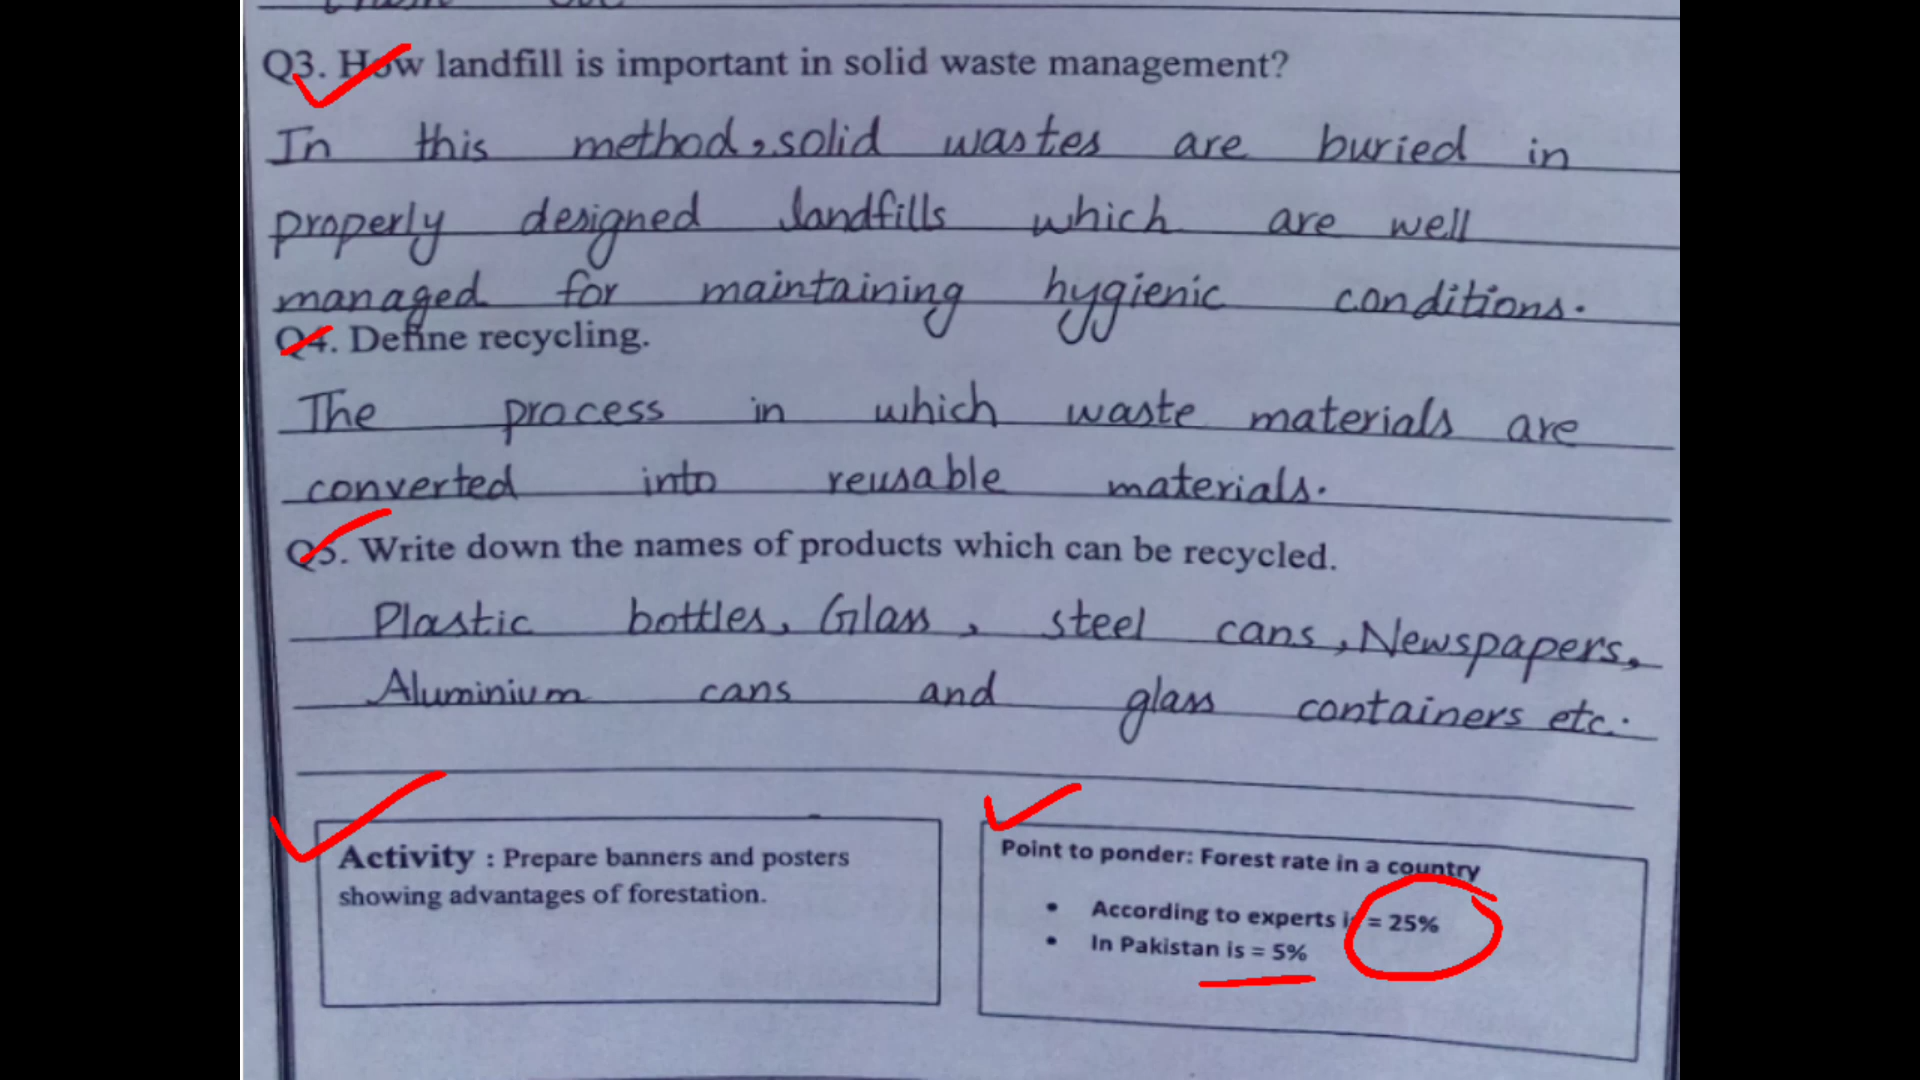 Q3. How landfill is important in solid waste management?
In this method, solid wastes are buried in
properly designed landfills which are well
managed for maintaining hygienic conditions.
Q4. Define recycling.
The process in which waste materials are
converted into reusable materials.
Q5. Write down the names of products which can be recycled.
Plastic bottles, Glass, steel cans, Newspapers,
Aluminium cans and glass containers etc.
Activity : Prepare banners and posters
showing advantages of forestation.
Point to ponder: Forest rate in a country
• According to experts is = 25%
• In Pakistan is = 5%